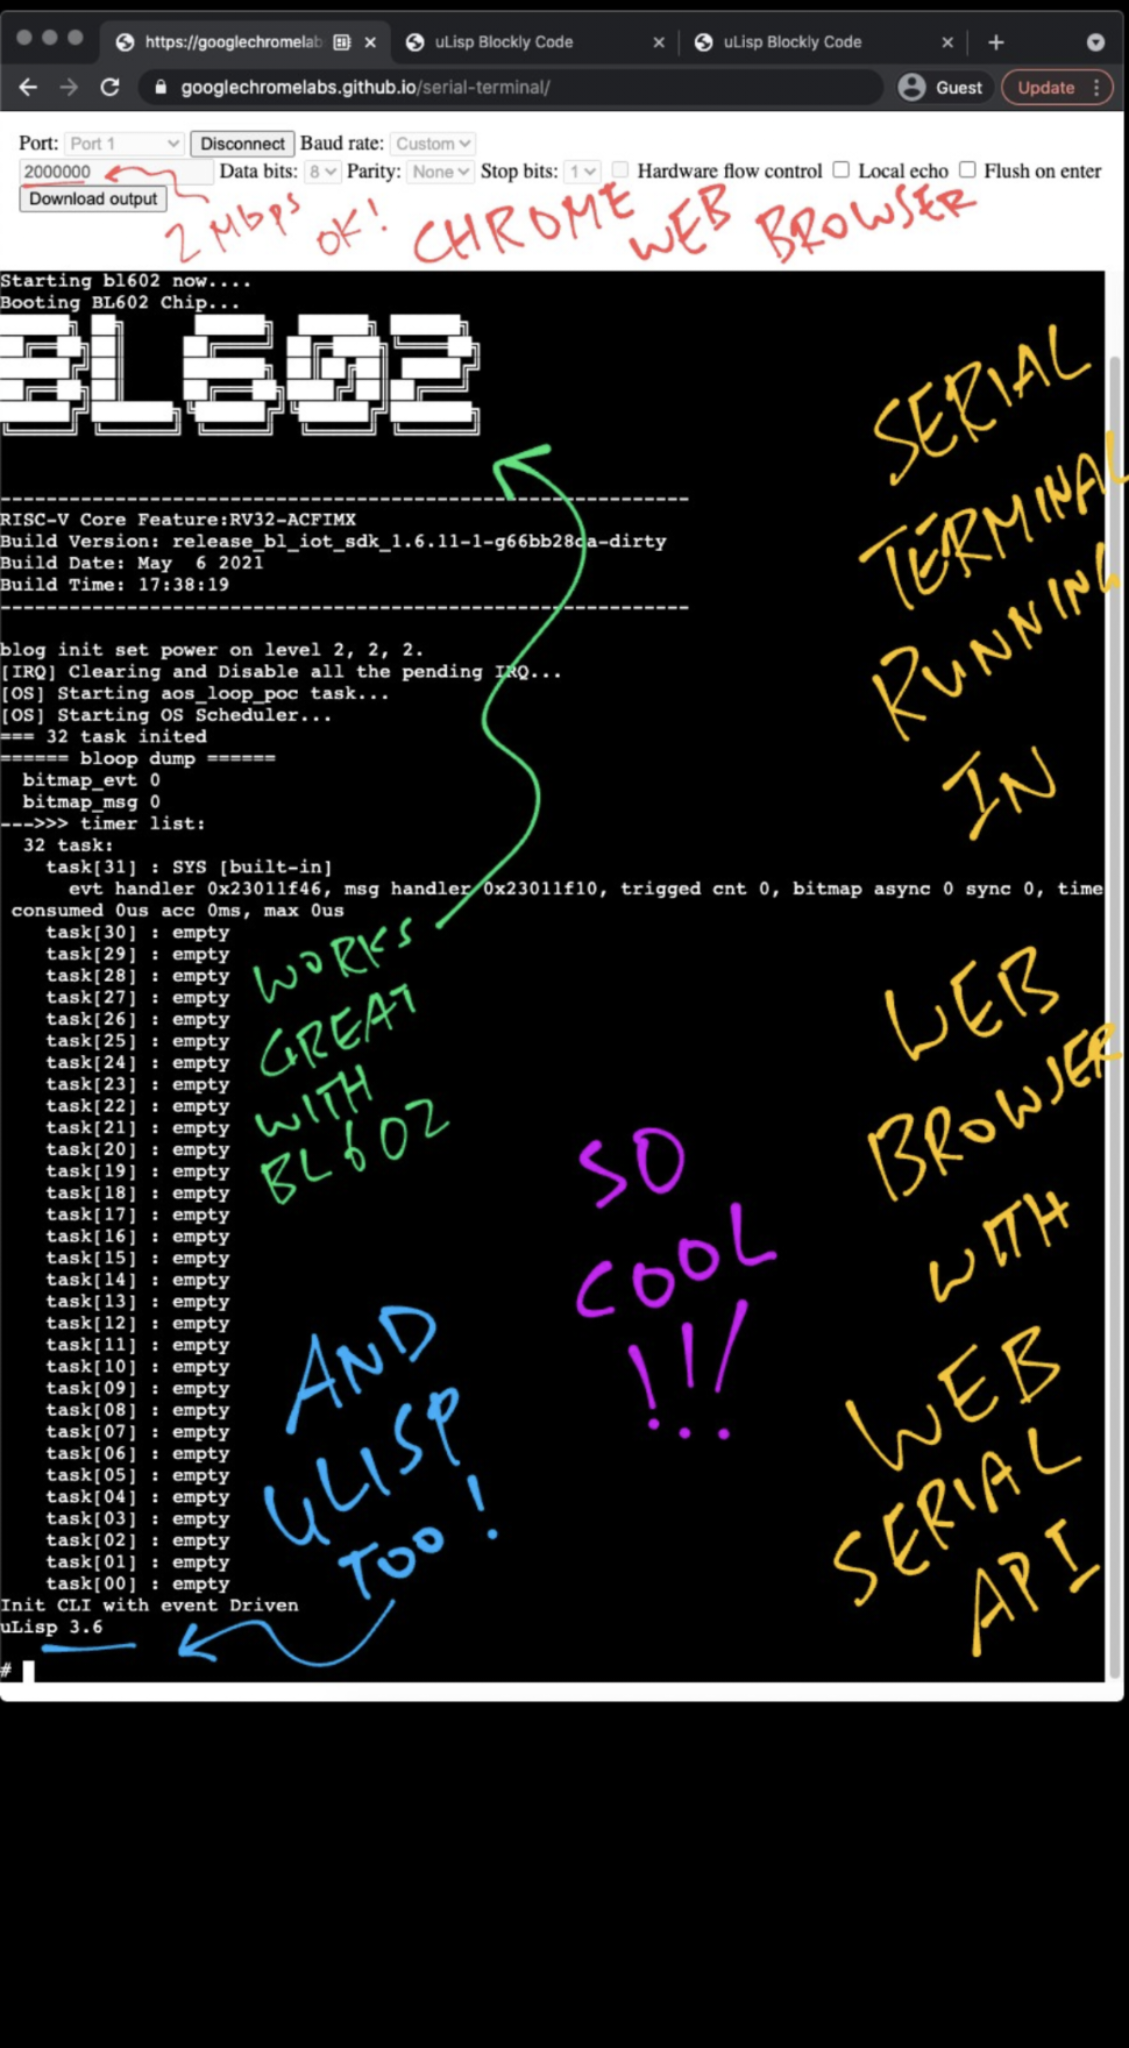 https://googlechromelab
uLisp Blockly Code
uLisp Blockly Code
googlechromelabs.github.io/serial-terminal/
Guest
Update
Port: Port 1 Disconnect Baud rate: Custom
2000000 Data bits: 8 Parity: None Stop bits: 1 Hardware flow control Local echo Flush on enter
Download output
2 Mbps OK! CHROME WEB BROWSER
Starting bl602 now....
Booting BL602 Chip...
BL602
------------------------------------------------------------
RISC-V Core Feature:RV32-ACFIMX
Build Version: release_bl_iot_sdk_1.6.11-1-g66bb28da-dirty
Build Date: May  6 2021
Build Time: 17:38:19
------------------------------------------------------------
blog init set power on level 2, 2, 2.
[IRQ] Clearing and Disable all the pending IRQ...
[OS] Starting aos_loop_poc task...
[OS] Starting OS Scheduler...
=== 32 task inited
====== bloop dump ======
bitmap_evt 0
bitmap_msg 0
--->>> timer list:
32 task:
task[31] : SYS [built-in]
evt handler 0x23011f46, msg handler 0x23011f10, trigged cnt 0, bitmap async 0 sync 0, time
consumed 0us acc 0ms, max 0us
task[30] : empty
task[29] : empty
task[28] : empty
task[27] : empty
task[26] : empty
task[25] : empty
task[24] : empty
task[23] : empty
task[22] : empty
task[21] : empty
task[20] : empty
task[19] : empty
task[18] : empty
task[17] : empty
task[16] : empty
task[15] : empty
task[14] : empty
task[13] : empty
task[12] : empty
task[11] : empty
task[10] : empty
task[09] : empty
task[08] : empty
task[07] : empty
task[06] : empty
task[05] : empty
task[04] : empty
task[03] : empty
task[02] : empty
task[01] : empty
task[00] : empty
Init CLI with event Driven
uLisp 3.6
#
WORKS
GREAT
WITH
BL602
AND
uLISP
TOO!
SO
COOL
!!!
SERIAL
TERMINAL
RUNNING
IN
WEB
BROWSER
WITH
WEB
SERIAL
API